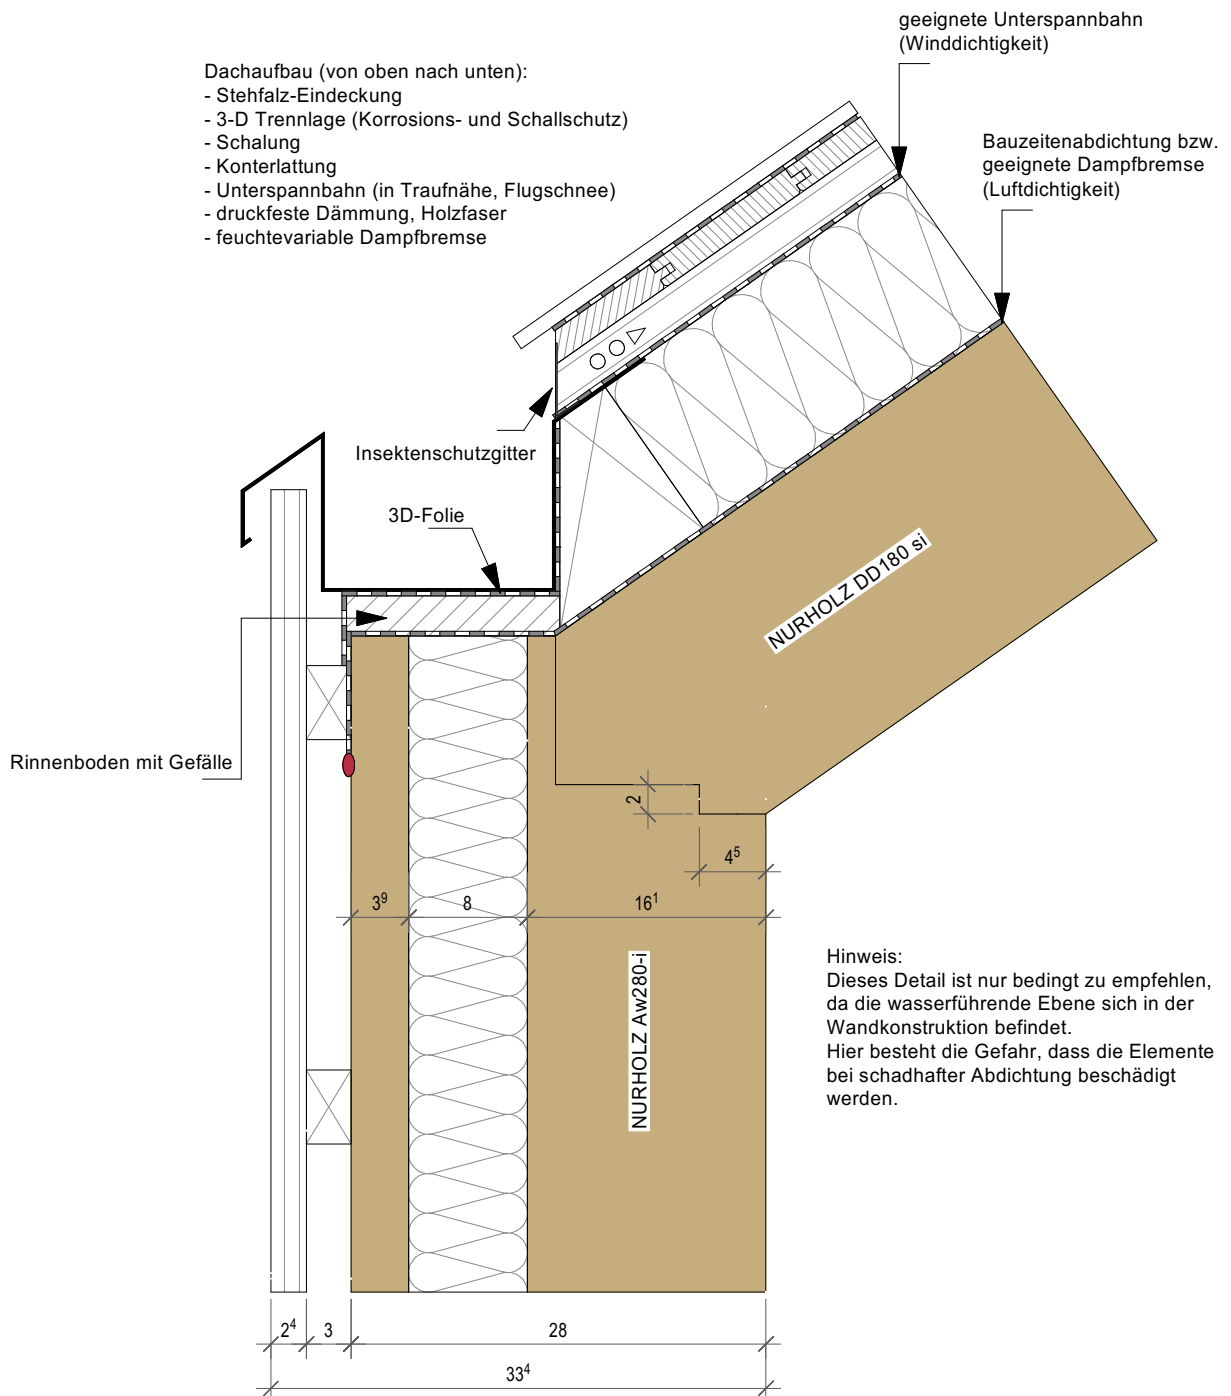 geeignete Unterspannbahn
(Winddichtigkeit)
Dachaufbau (von oben nach unten):
- Stehfalz-Eindeckung
- 3-D Trennlage (Korrosions- und Schallschutz)
- Schalung
- Konterlattung
- Unterspannbahn (in Traufnähe, Flugschnee)
- druckfeste Dämmung, Holzfaser
- feuchtevariable Dampfbremse
Bauzeitenabdichtung bzw.
geeignete Dampfbremse
(Luftdichtigkeit)
Insektenschutzgitter
3D-Folie
NURHOLZ DD180 si
Rinnenboden mit Gefälle
2
4⁵
3⁹
8
16¹
NURHOLZ Aw280-i
Hinweis:
Dieses Detail ist nur bedingt zu empfehlen,
da die wasserführende Ebene sich in der
Wandkonstruktion befindet.
Hier besteht die Gefahr, dass die Elemente
bei schadhafter Abdichtung beschädigt
werden.
2⁴
3
28
33⁴